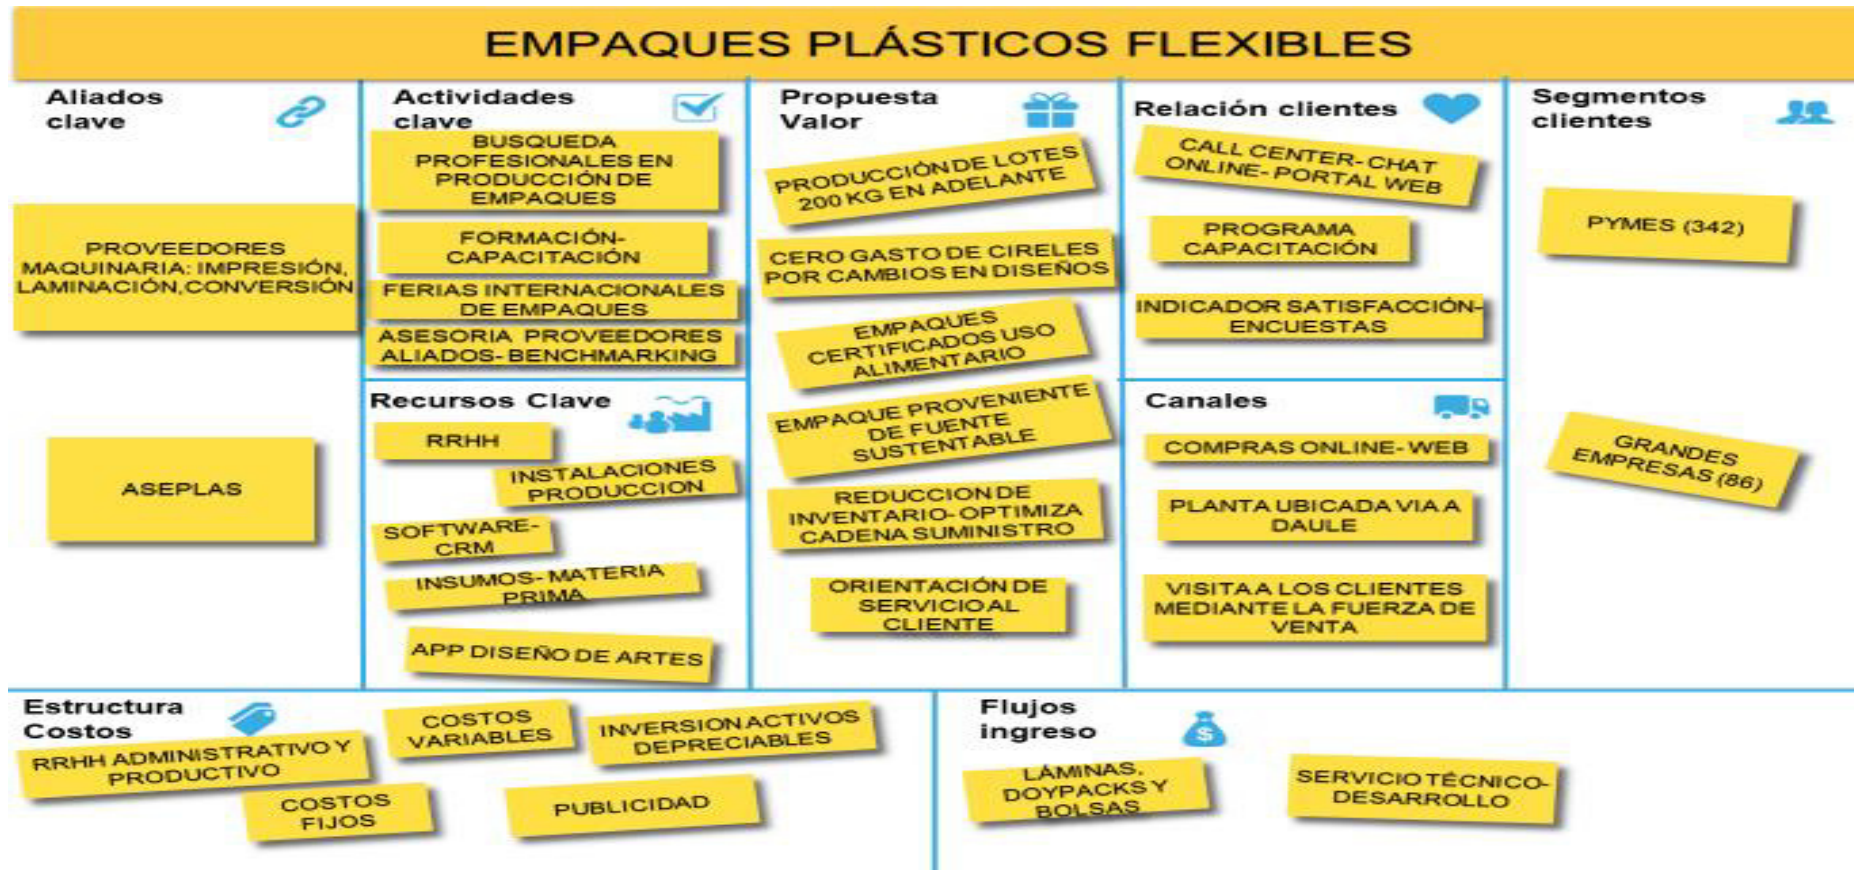 EMPAQUES PLÁSTICOS FLEXIBLES
Aliados
clave
PROVEEDORES
MAQUINARIA: IMPRESIÓN,
LAMINACIÓN,CONVERSIÓN
ASEPLAS
Actividades
clave
BUSQUEDA
PROFESIONALES EN
PRODUCCIÓN DE
EMPAQUES
FORMACIÓN-
CAPACITACIÓN
FERIAS INTERNACIONALES
DE EMPAQUES
ASESORIA PROVEEDORES
ALIADOS- BENCHMARKING
Recursos Clave
RRHH
INSTALACIONES
PRODUCCION
SOFTWARE-
CRM
INSUMOS- MATERIA
PRIMA
APP DISEÑO DE ARTES
Propuesta
Valor
PRODUCCIÓN DE LOTES
200 KG EN ADELANTE
CERO GASTO DE CIRELES
POR CAMBIOS EN DISEÑOS
EMPAQUES
CERTIFICADOS USO
ALIMENTARIO
EMPAQUE PROVENIENTE
DE FUENTE
SUSTENTABLE
REDUCCION DE
INVENTARIO- OPTIMIZA
CADENA SUMINISTRO
ORIENTACIÓN DE
SERVICIO AL
CLIENTE
Relación clientes
CALL CENTER- CHAT
ONLINE- PORTAL WEB
PROGRAMA
CAPACITACIÓN
INDICADOR SATISFACCIÓN-
ENCUESTAS
Canales
COMPRAS ONLINE- WEB
PLANTA UBICADA VIA A
DAULE
VISITA A LOS CLIENTES
MEDIANTE LA FUERZA DE
VENTA
Segmentos
clientes
PYMES (342)
GRANDES
EMPRESAS (86)
Estructura
Costos
RRHH ADMINISTRATIVO Y
PRODUCTIVO
COSTOS
FIJOS
COSTOS
VARIABLES
INVERSION ACTIVOS
DEPRECIABLES
PUBLICIDAD
Flujos
ingreso
$
LÁMINAS,
DOYPACKS Y
BOLSAS
SERVICIO TÉCNICO-
DESARROLLO